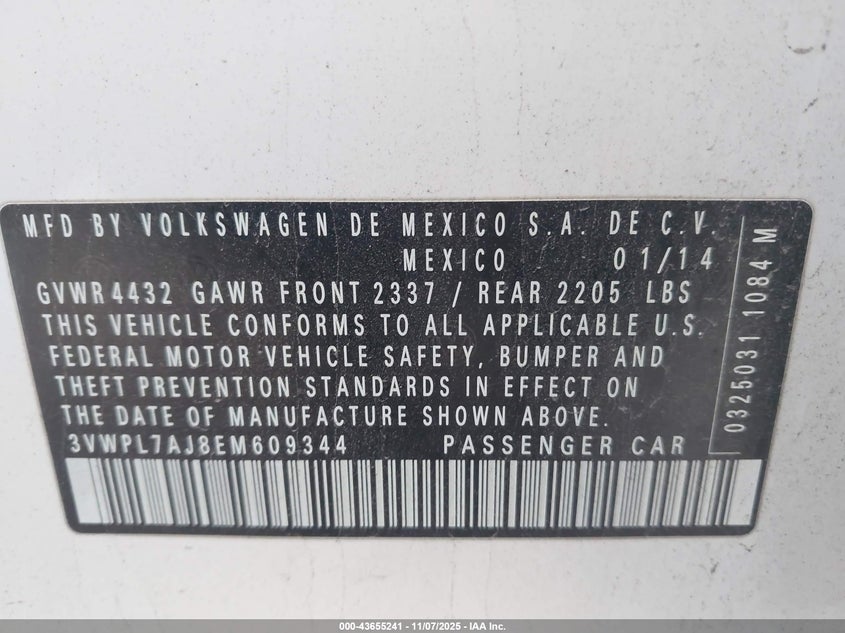 MFD BY VOLKSWAGEN DE MEXICO S.A. DE C.V.
MEXICO 01/14
GVWR 4432 GAWR FRONT 2337 / REAR 2205 LBS
THIS VEHICLE CONFORMS TO ALL APPLICABLE U.S.
FEDERAL MOTOR VEHICLE SAFETY, BUMPER AND
THEFT PREVENTION STANDARDS IN EFFECT ON
THE DATE OF MANUFACTURE SHOWN ABOVE.
3VWPL7AJ8EM609344 PASSENGER CAR
0325031 1084 M
000-43655241 - 11/07/2025 - IAA Inc.